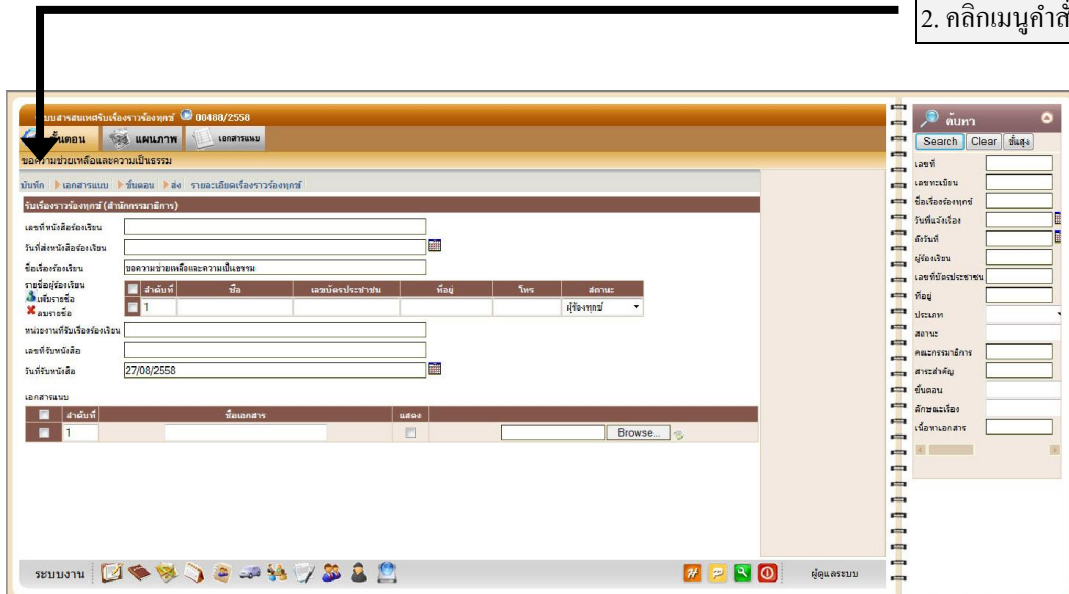 2. คลิกเมนูคำสั่
ระบบสารสนเทศรับเรื่องราวร้องทุกข์ 00488/2558
ขั้นตอน แผนภาพ เอกสารแนบ
ขอความช่วยเหลือและความเป็นธรรม
บันทึก เอกสารแนบ ขั้นตอน ส่ง รายละเอียดเรื่องราวร้องทุกข์
รับเรื่องราวร้องทุกข์ (สำนักกรรมาธิการ)
เลขที่หนังสือร้องเรียน
วันที่ส่งหนังสือร้องเรียน
ชื่อเรื่องร้องเรียน ขอความช่วยเหลือและความเป็นธรรม
รายชื่อผู้ร้องเรียน
เพิ่มรายชื่อ
ลบรายชื่อ
ลำดับที่ ชื่อ เลขบัตรประชาชน ที่อยู่ โทร สถานะ
1 ผู้ร้องทุกข์
หน่วยงานที่รับเรื่องร้องเรียน
เลขที่รับหนังสือ
วันที่รับหนังสือ 27/08/2558
เอกสารแนบ
ลำดับที่ ชื่อเอกสาร แสดง
1 Browse...
ระบบงาน
ผู้ดูแลระบบ
ค้นหา
Search Clear ขั้นสูง
เลขที่
เลขทะเบียน
ชื่อเรื่องร้องทุกข์
วันที่แจ้งเรื่อง
ถึงวันที่
ผู้ร้องเรียน
เลขที่บัตรประชาชน
ที่อยู่
ประเภท
สถานะ
คณะกรรมาธิการ
สาระสำคัญ
ขั้นตอน
ลักษณะเรื่อง
เนื้อหาเอกสาร